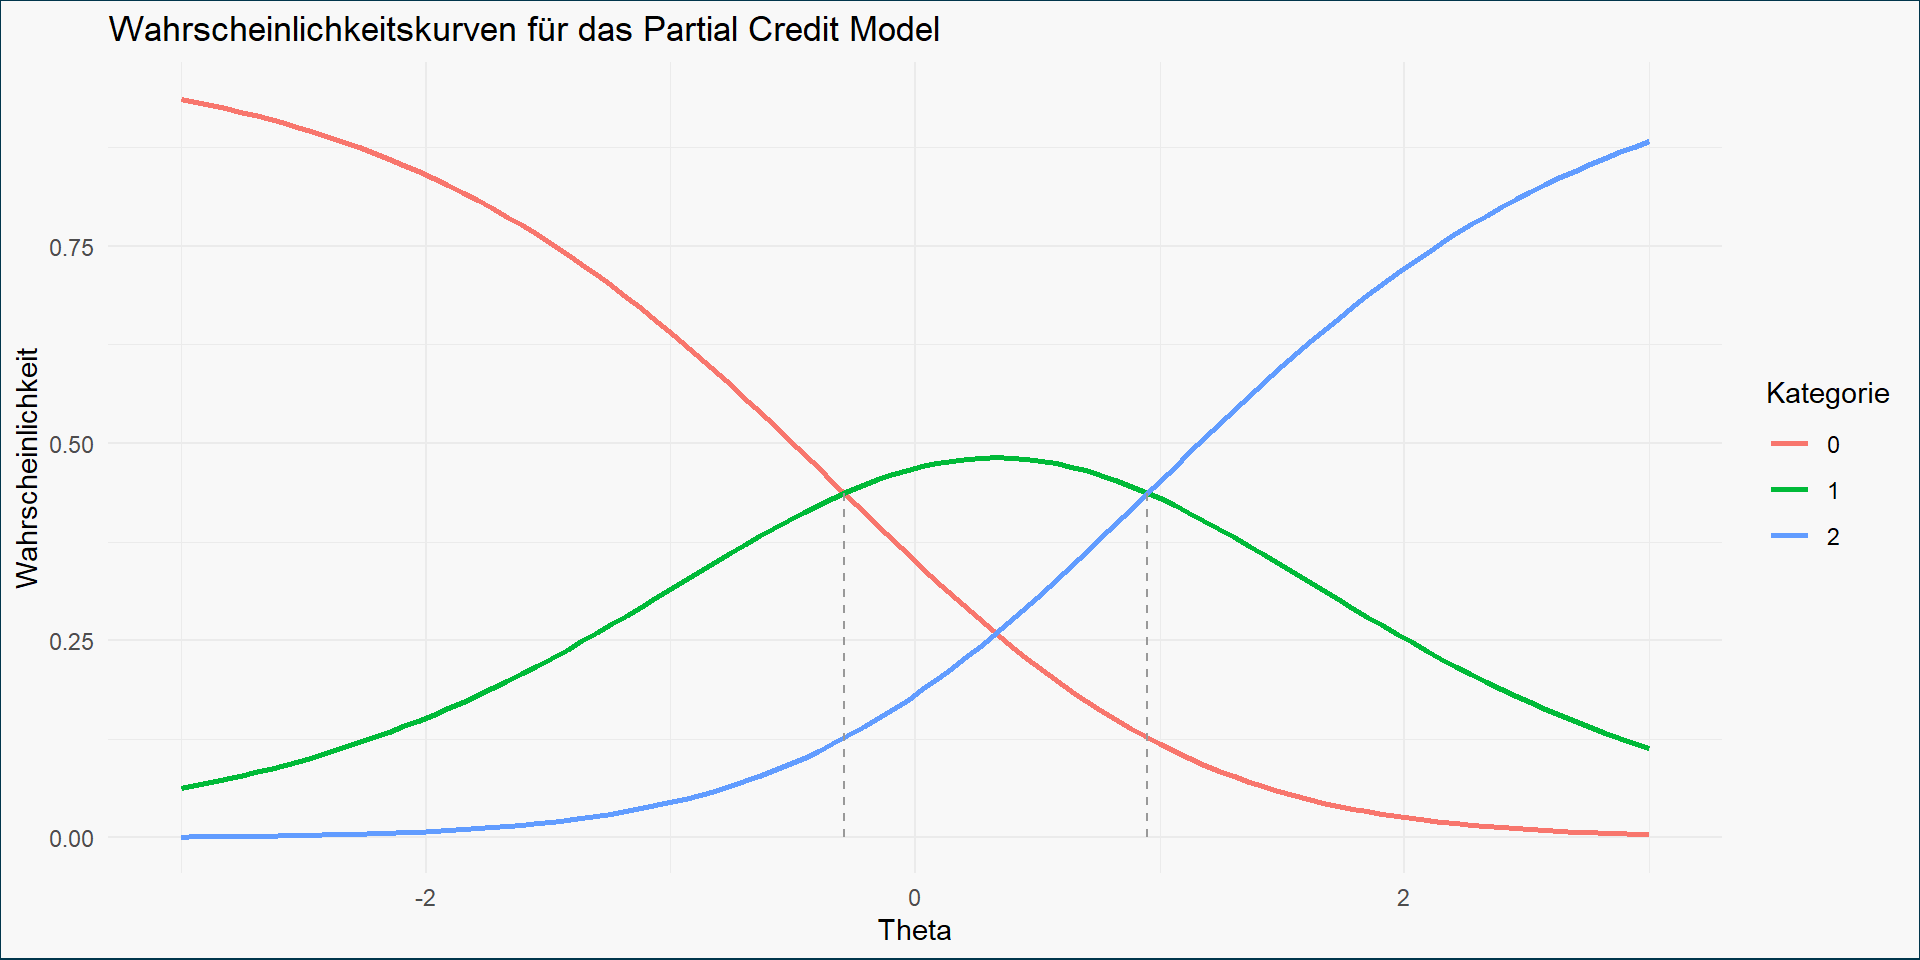 Wahrscheinlichkeitskurven für das Partial Credit Model
Wahrscheinlichkeit
0.75
0.50
0.25
0.00
-2
0
2
Theta
Kategorie
0
1
2